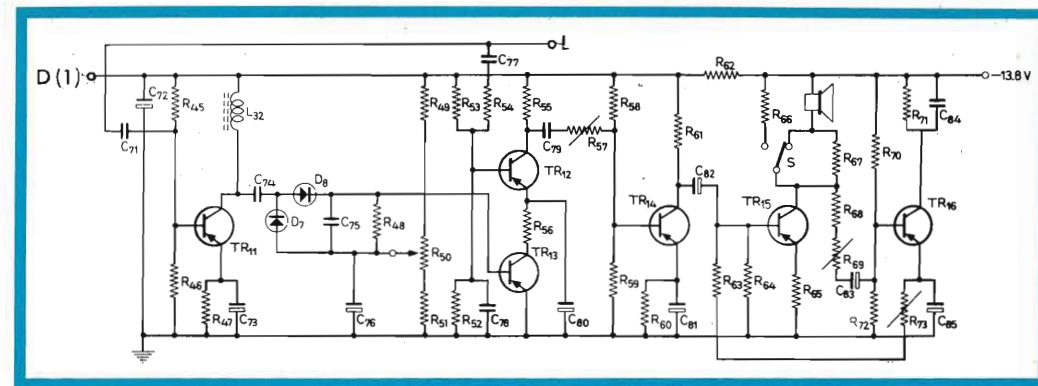 L
D (1)
−13.8 V
C72
R45
L32
C71
C77
R49
R53
R54
R55
R58
R62
R61
R66
R71
C84
C79
R57
S
R67
R70
C74
D8
D7
C75
R48
TR12
C82
TR11
R50
R56
TR14
TR15
R68
TR16
TR13
R69
R46
R47
C73
C76
R51
R52
C78
C80
R59
R60
C81
R63
R64
R65
C83
R72
R73
C85